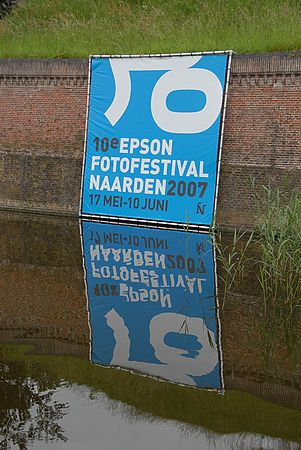 10e EPSON
FOTOFESTIVAL
NAARDEN2007
17 MEI-10 JUNI